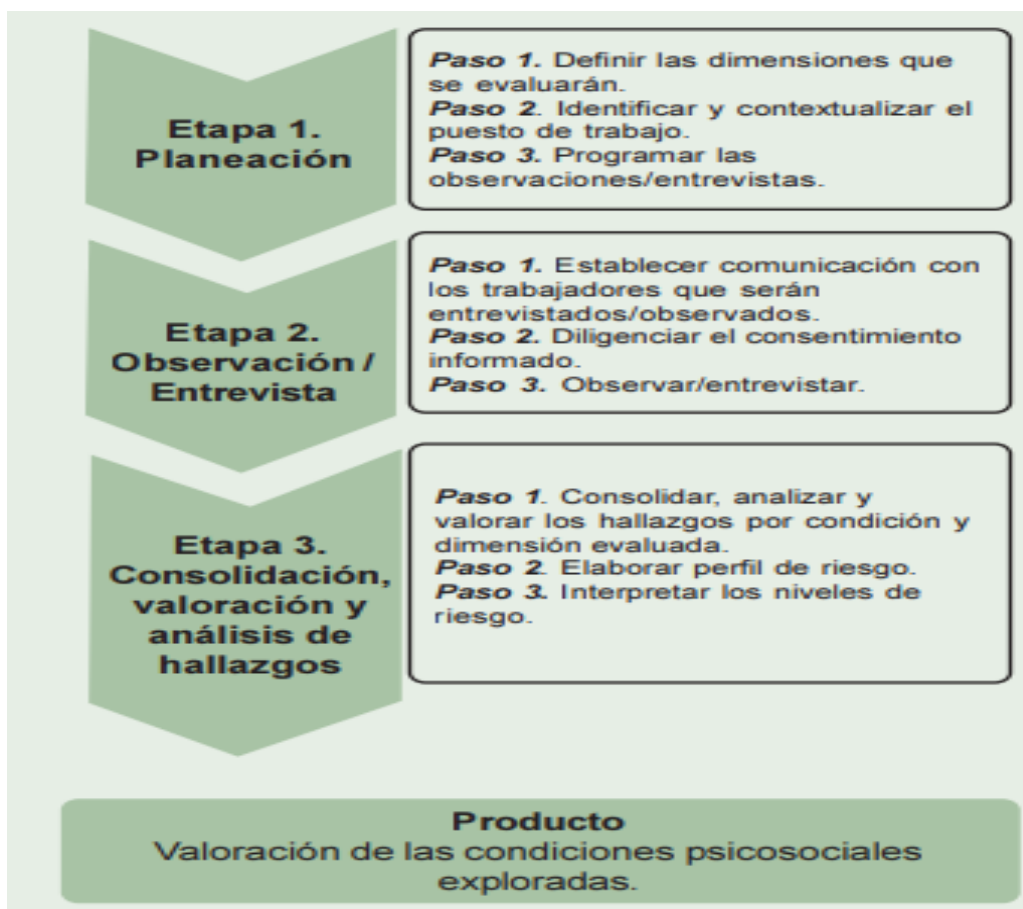 Etapa 1.
Planeación
Paso 1. Definir las dimensiones que
se evaluarán.
Paso 2. Identificar y contextualizar el
puesto de trabajo.
Paso 3. Programar las
observaciones/entrevistas.
Etapa 2.
Observación /
Entrevista
Paso 1. Establecer comunicación con
los trabajadores que serán
entrevistados/observados.
Paso 2. Diligenciar el consentimiento
informado.
Paso 3. Observar/entrevistar.
Etapa 3.
Consolidación,
valoración y
análisis de
hallazgos
Paso 1. Consolidar, analizar y
valorar los hallazgos por condición y
dimensión evaluada.
Paso 2. Elaborar perfil de riesgo.
Paso 3. Interpretar los niveles de
riesgo.
Producto
Valoración de las condiciones psicosociales
exploradas.